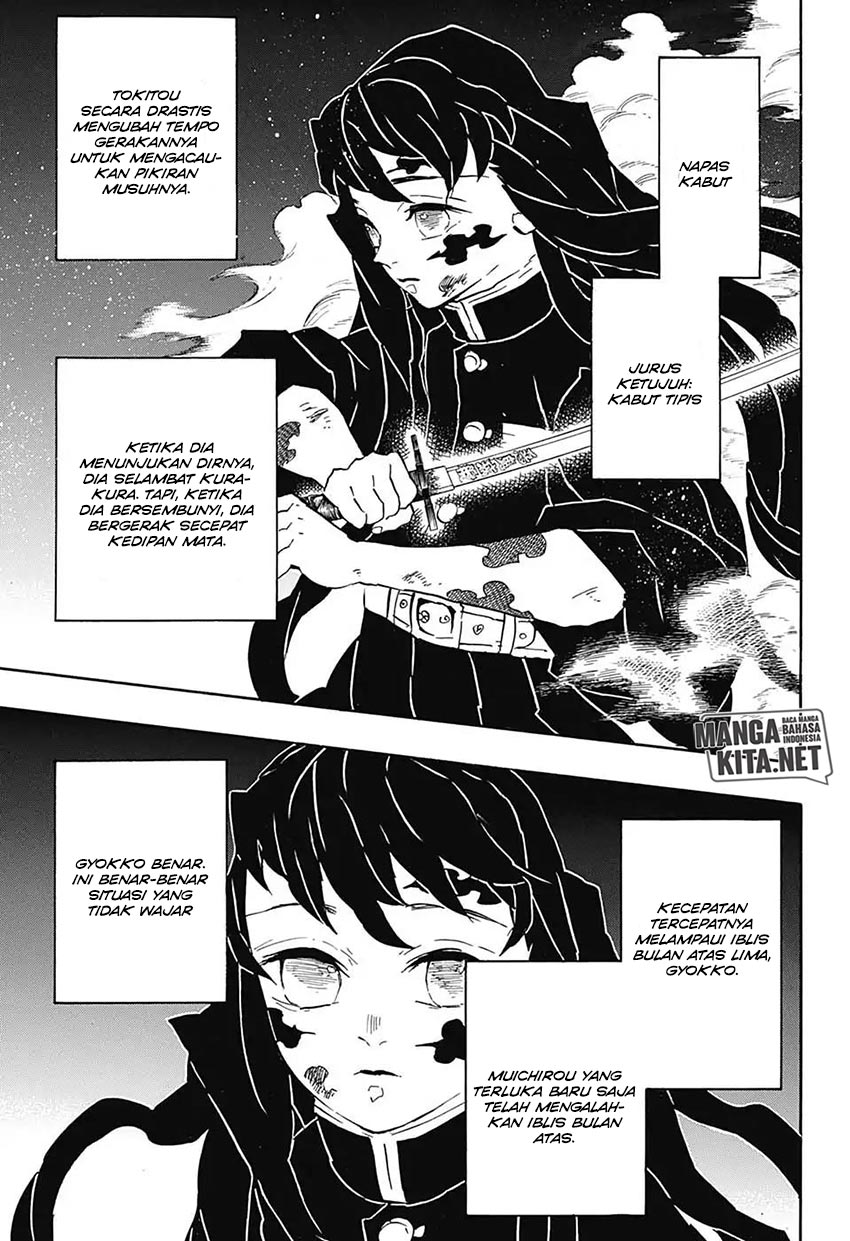 NAPAS
KABUT
JURUS
KETUJUH:
KABUT TIPIS
TOKITOU
SECARA DRASTIS
MENGUBAH TEMPO
GERAKANNYA
UNTUK MENGACAU-
KAN PIKIRAN
MUSUHNYA.
KETIKA DIA
MENUNJUKAN DIRNYA,
DIA SELAMBAT KURA-
KURA. TAPI, KETIKA
DIA BERSEMBUNYI, DIA
BERGERAK SECEPAT
KEDIPAN MATA.
MANGA
KITA.NET
BACA MANGA
BAHASA
INDONESIA
KECEPATAN
TERCEPATNYA
MELAMPAUI IBLIS
BULAN ATAS LIMA,
GYOKKO.
MUICHIROU YANG
TERLUKA BARU SAJA
TELAH MENGALAH-
KAN IBLIS BULAN
ATAS.
GYOKKO BENAR.
INI BENAR-BENAR
SITUASI YANG
TIDAK WAJAR